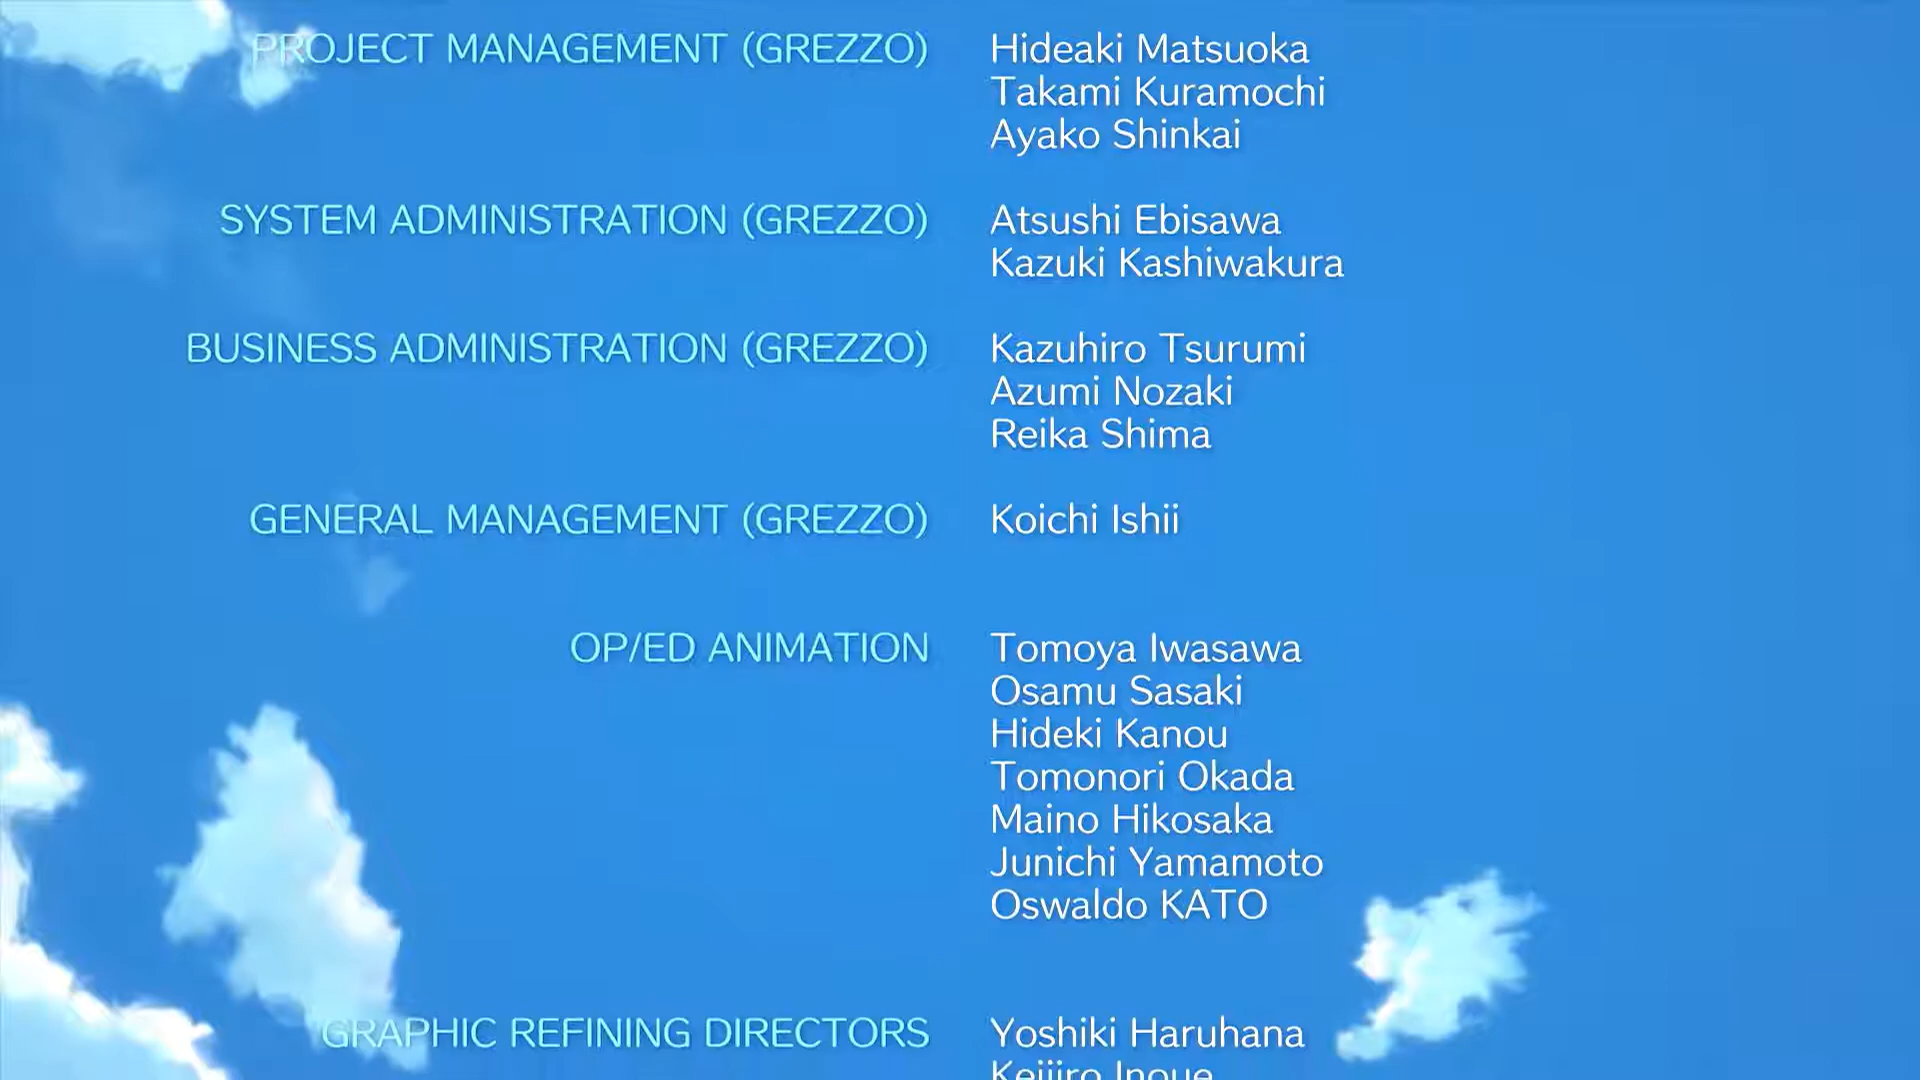 PROJECT MANAGEMENT (GREZZO) Hideaki Matsuoka
Takami Kuramochi
Ayako Shinkai
SYSTEM ADMINISTRATION (GREZZO) Atsushi Ebisawa
Kazuki Kashiwakura
BUSINESS ADMINISTRATION (GREZZO) Kazuhiro Tsurumi
Azumi Nozaki
Reika Shima
GENERAL MANAGEMENT (GREZZO) Koichi Ishii
OP/ED ANIMATION Tomoya Iwasawa
Osamu Sasaki
Hideki Kanou
Tomonori Okada
Maino Hikosaka
Junichi Yamamoto
Oswaldo KATO
GRAPHIC REFINING DIRECTORS Yoshiki Haruhana
Keijiro Inoue